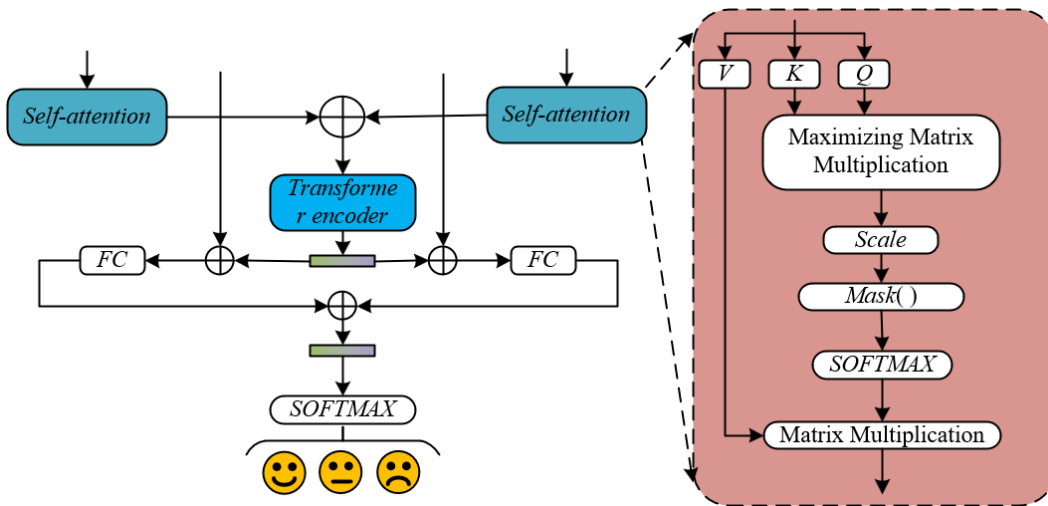 Self-attention
Self-attention
Transforme
r encoder
FC
FC
SOFTMAX
V
K
Q
Maximizing Matrix
Multiplication
Scale
Mask( )
SOFTMAX
Matrix Multiplication